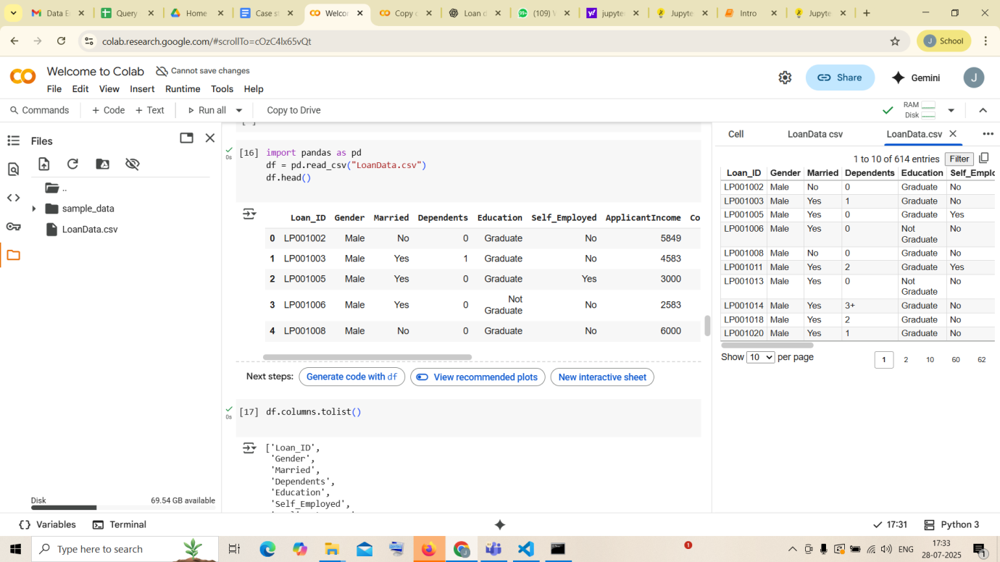 Data E
Query
Home
Case s
Welcor
Copy c
Loan d
(109) W
jupyte
Jupyte
Intro
Jupyte
colab.research.google.com/#scrollTo=cOzC4lx65vQt
J School
Welcome to Colab Cannot save changes
File Edit View Insert Runtime Tools Help
Share
Gemini
J
Commands + Code + Text Run all Copy to Drive
RAM
Disk
Files
..
sample_data
LoanData.csv
Disk 69.54 GB available
[ ]
[16] import pandas as pd
0s
df = pd.read_csv("LoanData.csv")
df.head()
Loan_ID Gender Married Dependents Education Self_Employed ApplicantIncome Co
0 LP001002 Male No 0 Graduate No 5849
1 LP001003 Male Yes 1 Graduate No 4583
2 LP001005 Male Yes 0 Graduate Yes 3000
3 LP001006 Male Yes 0 Not Graduate No 2583
4 LP001008 Male No 0 Graduate No 6000
Next steps: Generate code with df View recommended plots New interactive sheet
[17] df.columns.tolist()
0s
['Loan_ID',
'Gender',
'Married',
'Dependents',
'Education',
'Self_Employed',
Cell LoanData csv LoanData.csv
1 to 10 of 614 entries Filter
Loan_ID Gender Married Dependents Education Self_Emplo
LP001002 Male No 0 Graduate No
LP001003 Male Yes 1 Graduate No
LP001005 Male Yes 0 Graduate Yes
LP001006 Male Yes 0 Not Graduate No
LP001008 Male No 0 Graduate No
LP001011 Male Yes 2 Graduate Yes
LP001013 Male Yes 0 Not Graduate No
LP001014 Male Yes 3+ Graduate No
LP001018 Male Yes 2 Graduate No
LP001020 Male Yes 1 Graduate No
Show 10 per page 1 2 10 60 62
Variables Terminal
17:31 Python 3
Type here to search
1
ENG
17:33
28-07-2025
1